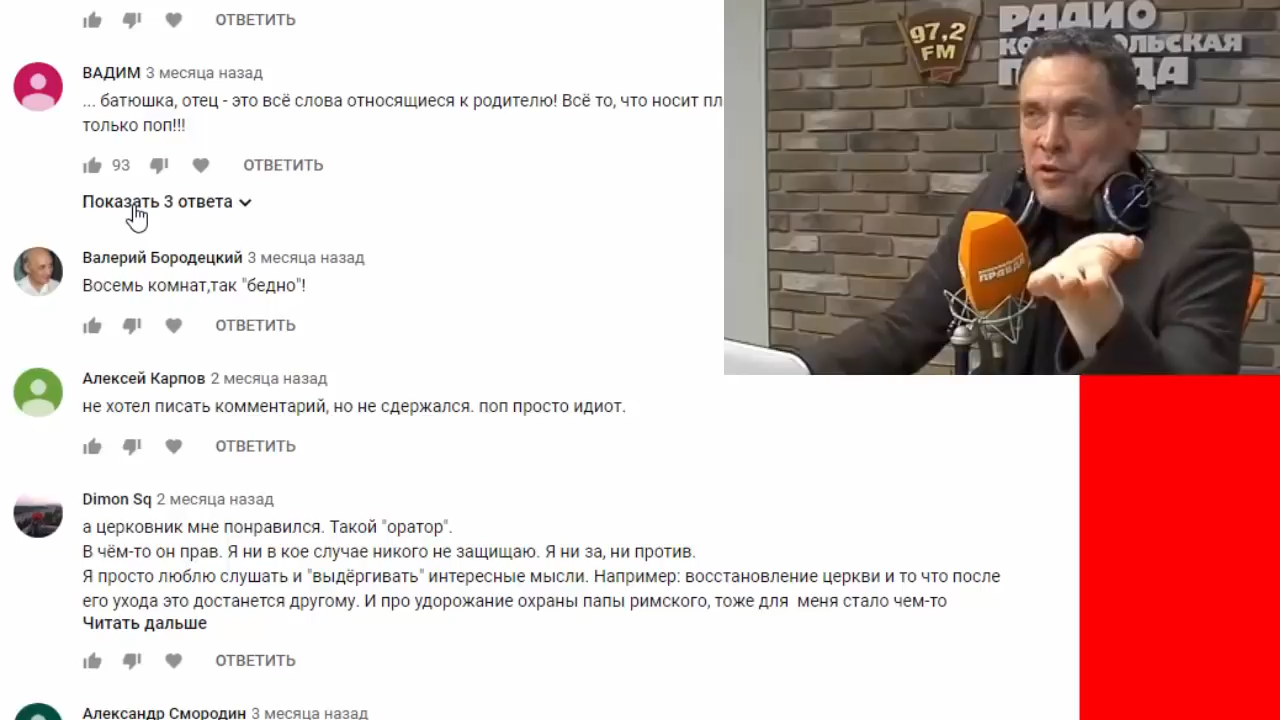 ОТВЕТИТЬ
ВАДИМ 3 месяца назад
... батюшка, отец - это всё слова относящиеся к родителю! Всё то, что носит пл
только поп!!!
93 ОТВЕТИТЬ
Показать 3 ответа
Валерий Бородецкий 3 месяца назад
Восемь комнат,так "бедно"!
ОТВЕТИТЬ
Алексей Карпов 2 месяца назад
не хотел писать комментарий, но не сдержался. поп просто идиот.
ОТВЕТИТЬ
Dimon Sq 2 месяца назад
а церковник мне понравился. Такой "оратор".
В чём-то он прав. Я ни в кое случае никого не защищаю. Я ни за, ни против.
Я просто люблю слушать и "выдёргивать" интересные мысли. Например: восстановление церкви и то что после
его ухода это достанется другому. И про удорожание охраны папы римского, тоже для  меня стало чем-то
Читать дальше
ОТВЕТИТЬ
Александр Смородин 3 месяца назад
97,2
FM
РАДИО
ПРАВДА